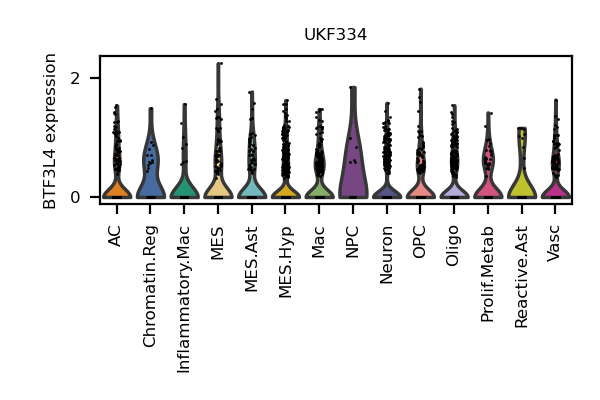 UKF334
BTF3L4 expression
2
0
AC
Chromatin.Reg
Inflammatory.Mac
MES
MES.Ast
MES.Hyp
Mac
NPC
Neuron
OPC
Oligo
Prolif.Metab
Reactive.Ast
Vasc